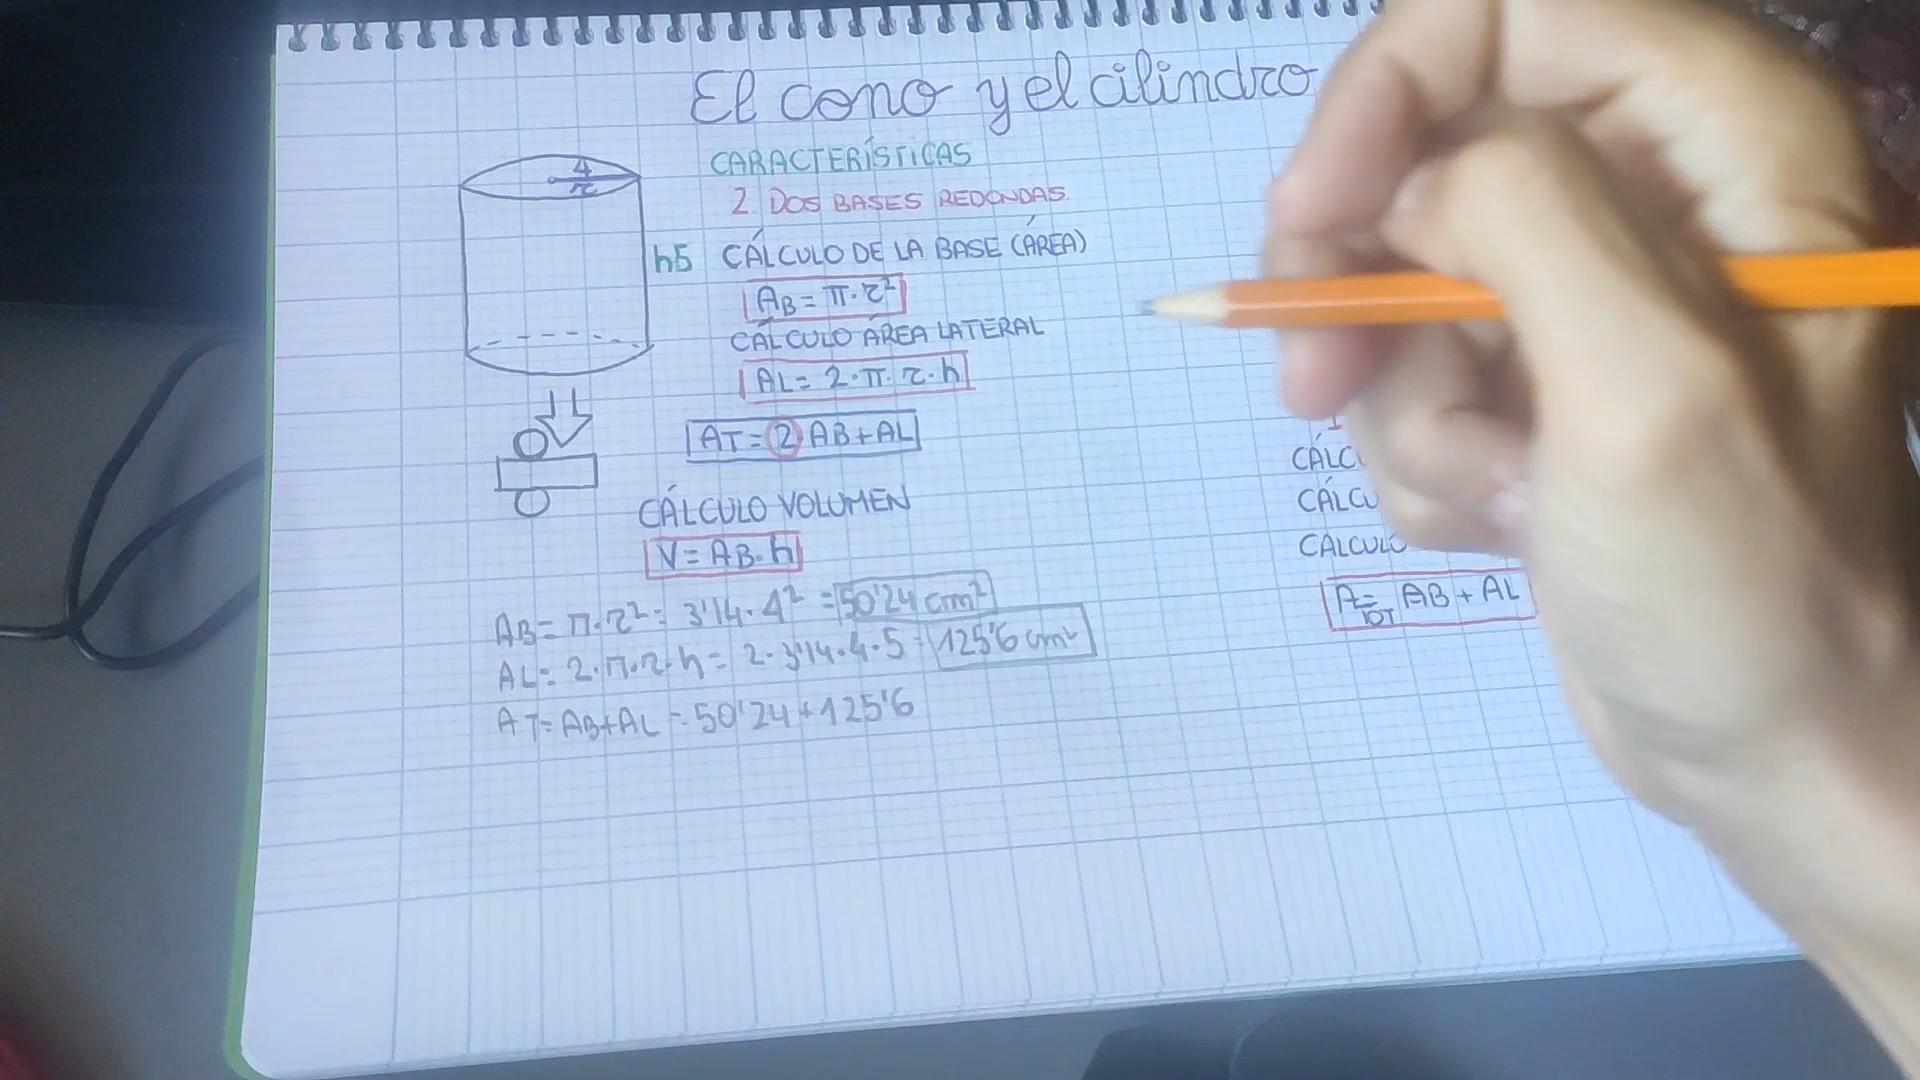 El cono y el cilindro
CARACTERÍSTICAS
2 DOS BASES REDONDAS.
4
r
h5
CÁLCULO DE LA BASE (ÁREA)
AB = π·r²
CÁLCULO ÁREA LATERAL
AL = 2·π·r·h
AT = 2 AB + AL
CÁLCULO VOLUMEN
V = AB·h
AB = π·r² = 3'14·4² = 50'24 cm²
AL = 2·π·r·h = 2·3'14·4·5 = 125'6 cm²
AT = AB + AL = 50'24 + 125'6
CÁLC
CÁLCU
CÁLCULO
A TOT = AB + AL